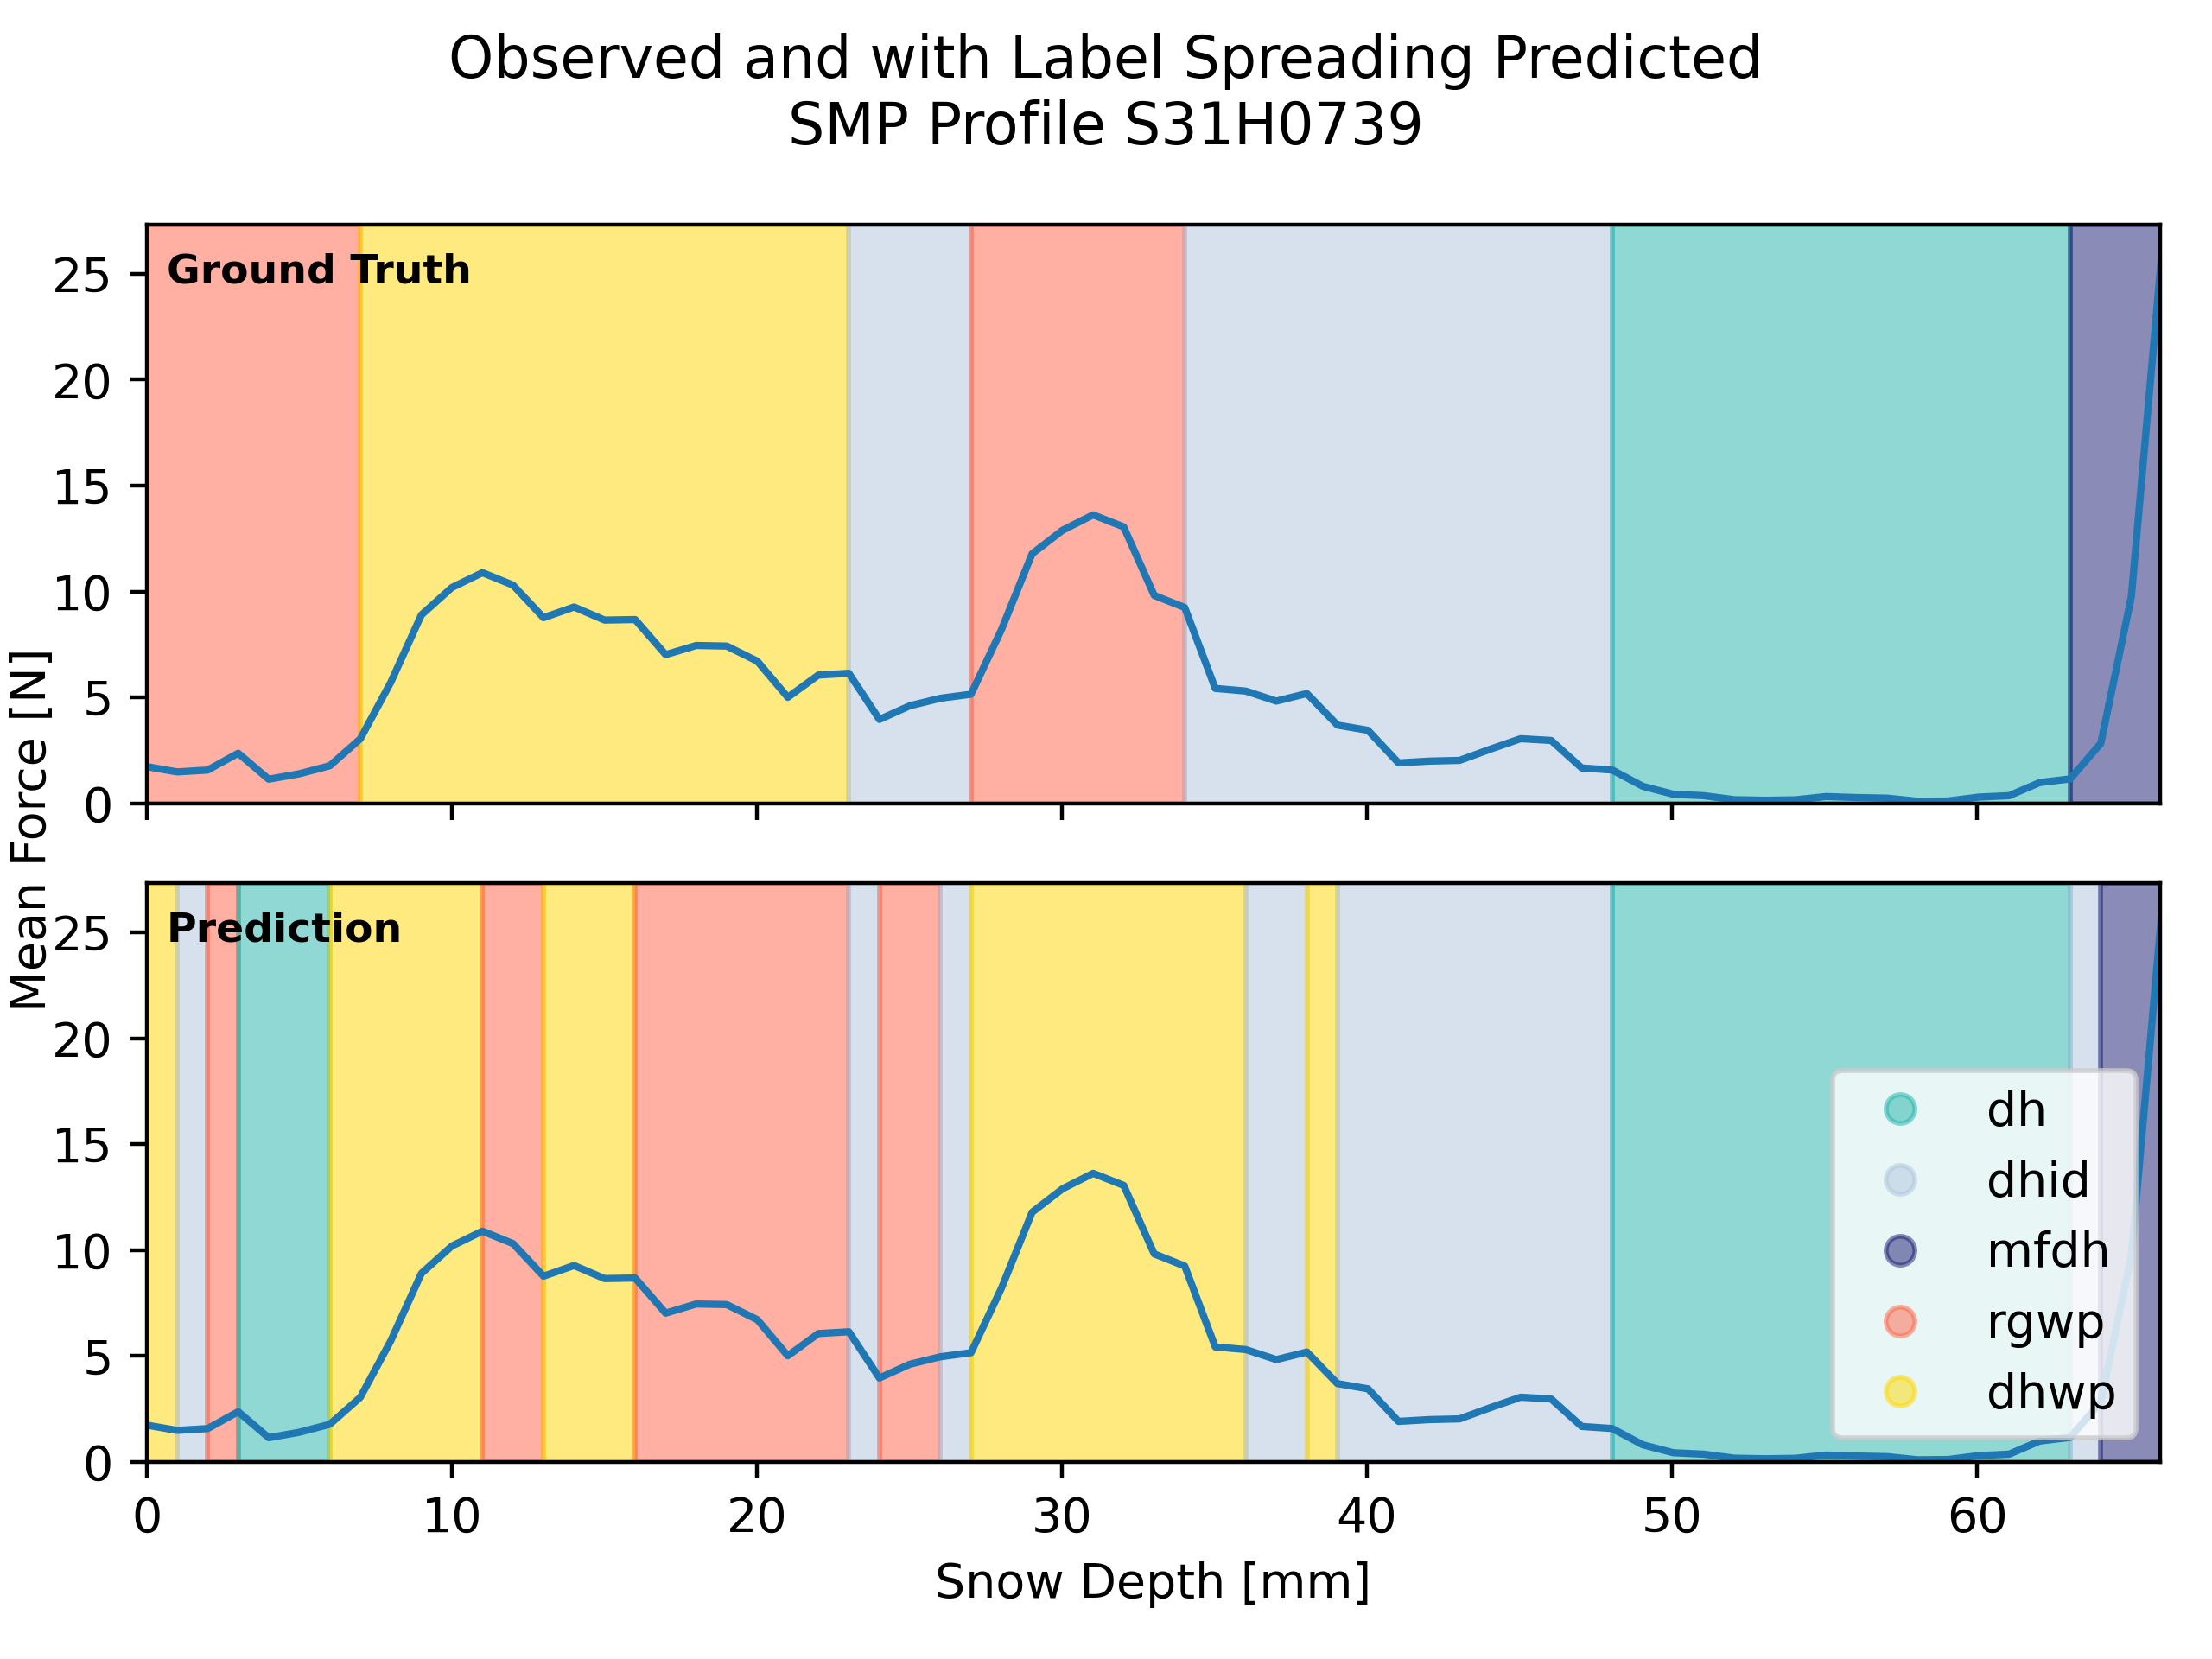 Observed and with Label Spreading Predicted
SMP Profile S31H0739
Mean Force [N]
Ground Truth
25
20
15
10
5
0
Prediction
25
20
15
10
5
0
dh
dhid
mfdh
rgwp
dhwp
0 10 20 30 40 50 60
Snow Depth [mm]